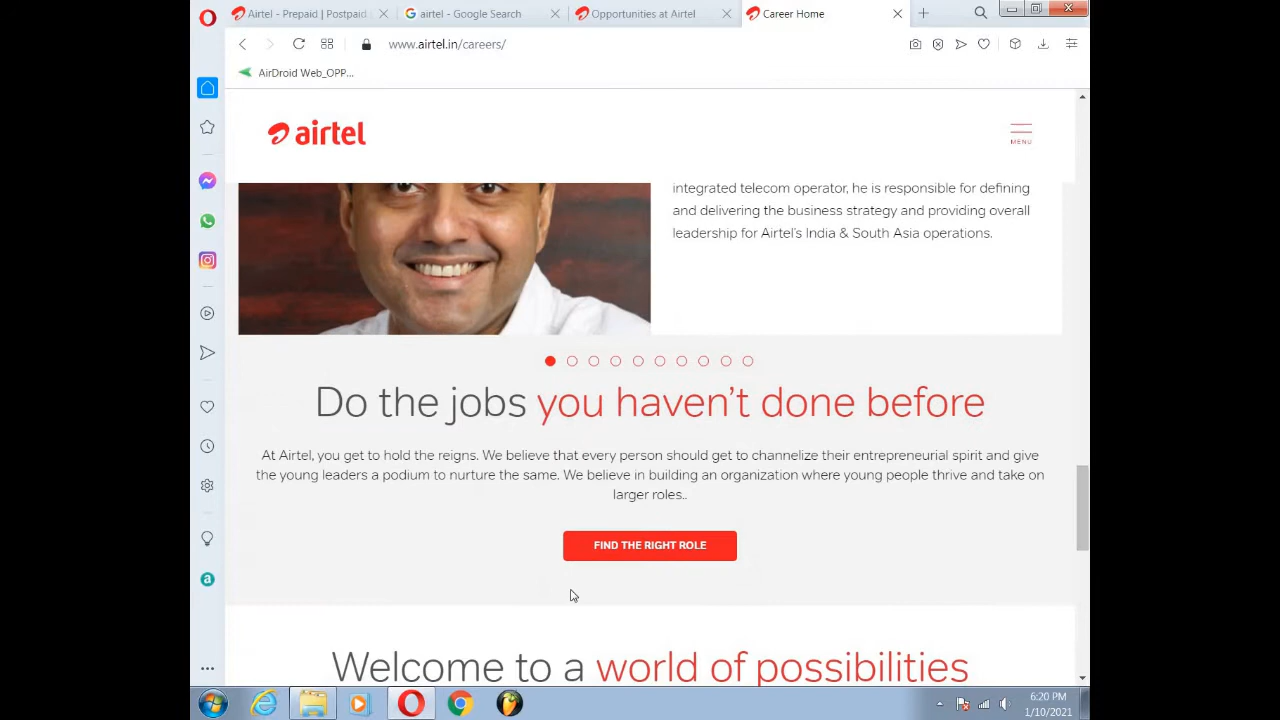 Airtel - Prepaid | Postpaid
airtel - Google Search
Opportunities at Airtel
Career Home
www.airtel.in/careers/
AirDroid Web_OPP...
airtel
MENU
integrated telecom operator, he is responsible for defining
and delivering the business strategy and providing overall
leadership for Airtel's India & South Asia operations.
Do the jobs you haven't done before
At Airtel, you get to hold the reigns. We believe that every person should get to channelize their entrepreneurial spirit and give
the young leaders a podium to nurture the same. We believe in building an organization where young people thrive and take on
larger roles..
FIND THE RIGHT ROLE
Welcome to a world of possibilities
6:20 PM
1/10/2021